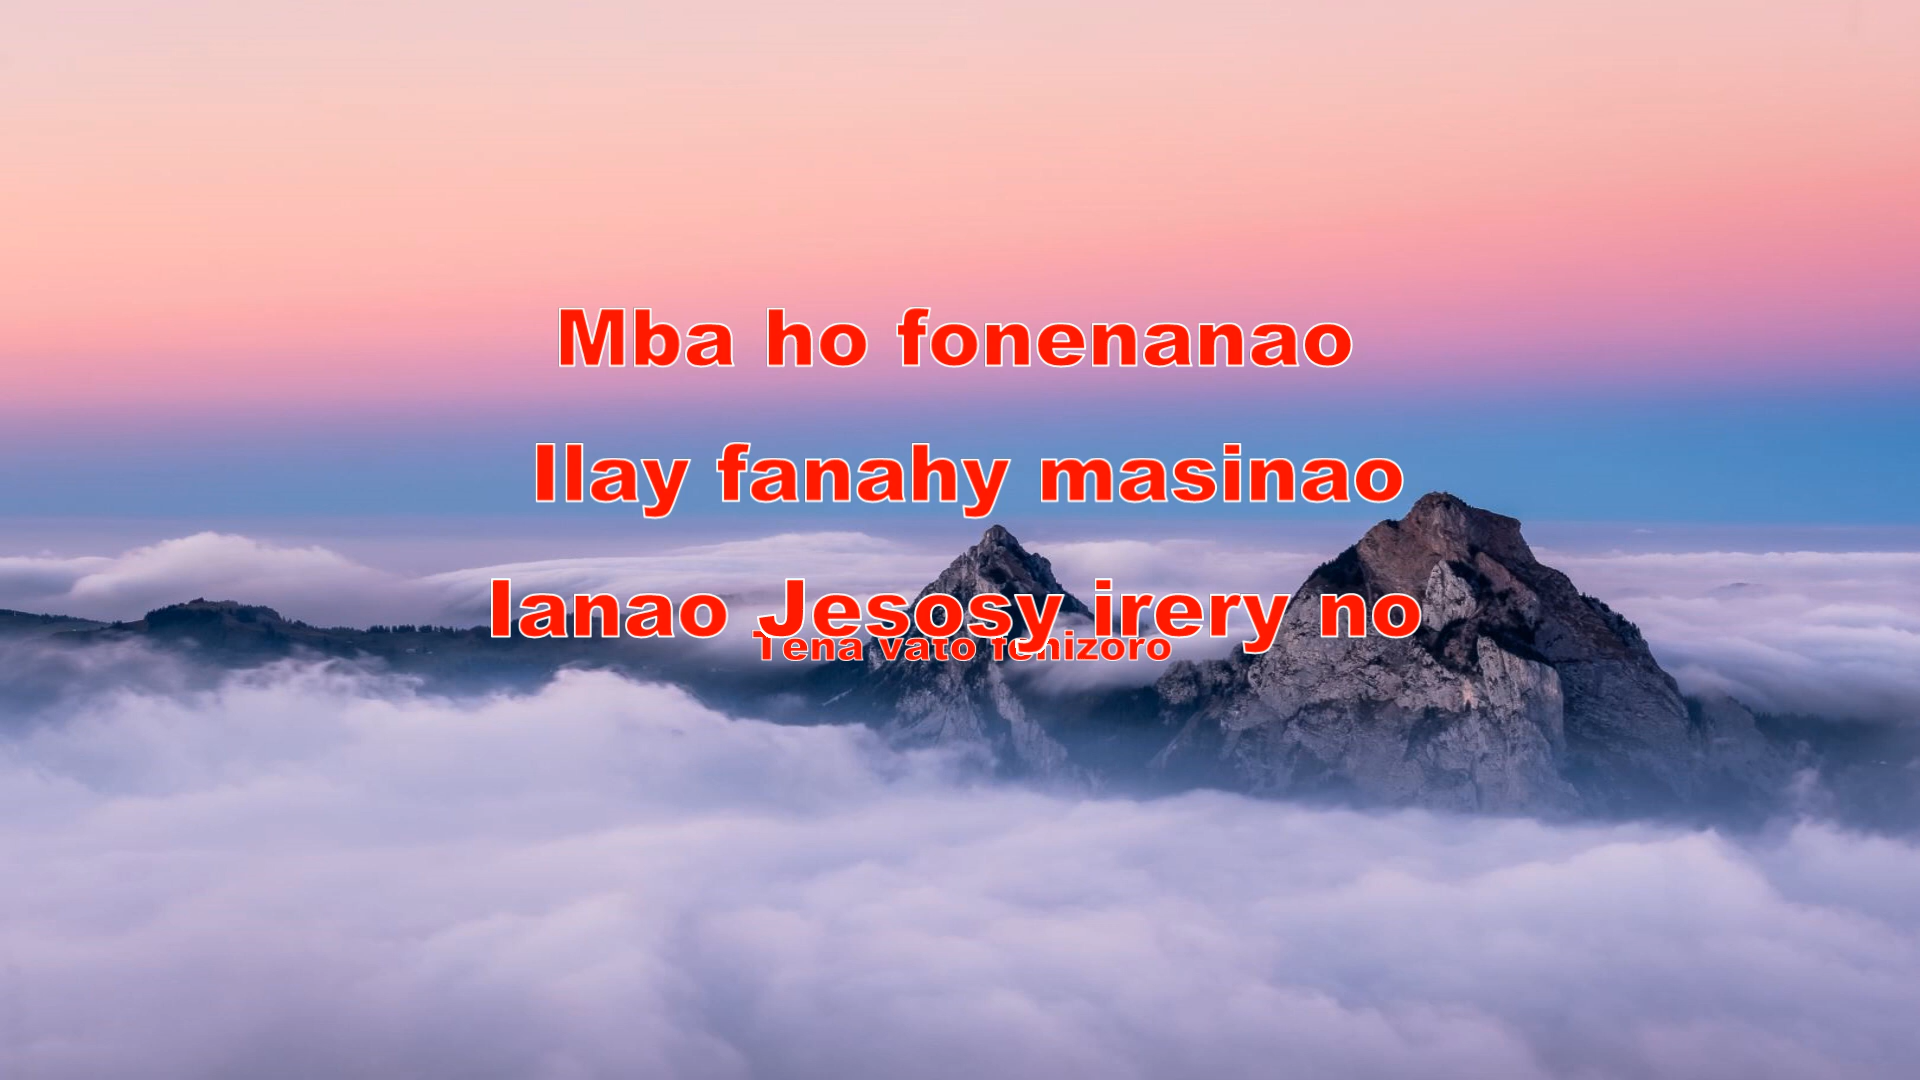 Mba ho fonenanao
Ilay fanahy masinao
Ianao Jesosy irery no
Tena vato fehizoro